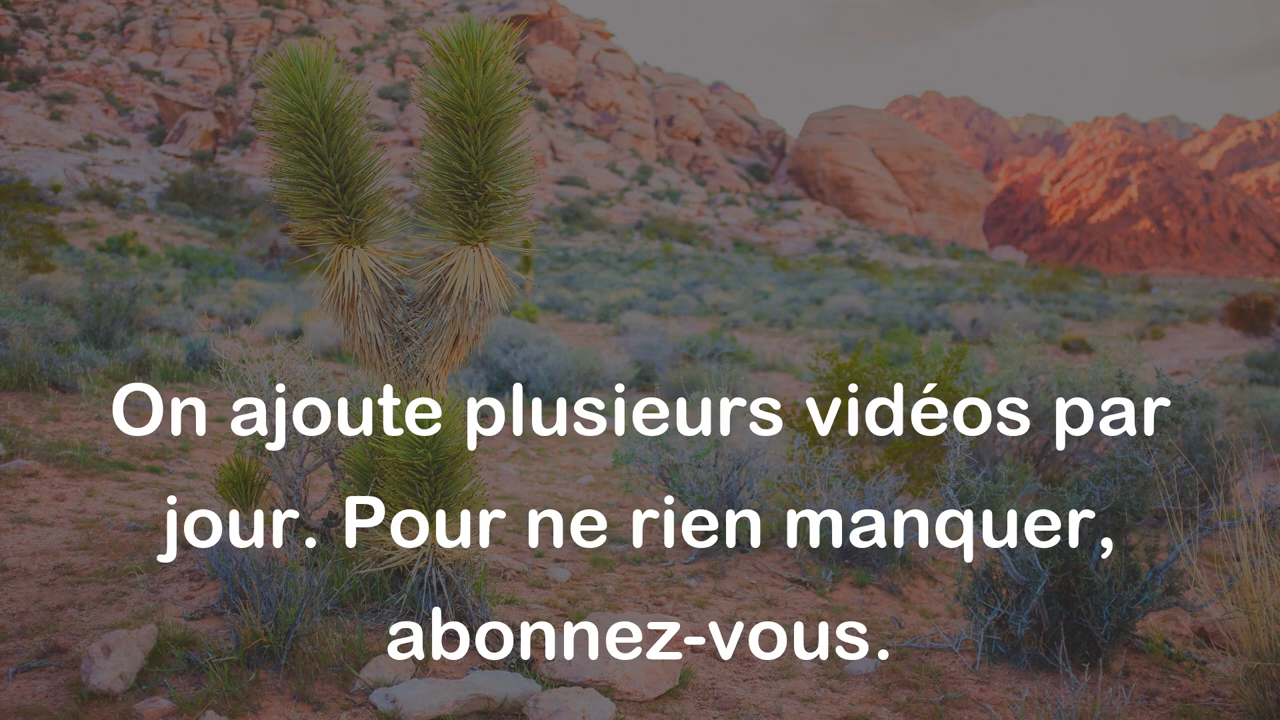 On ajoute plusieurs vidéos par
jour. Pour ne rien manquer,
abonnez-vous.